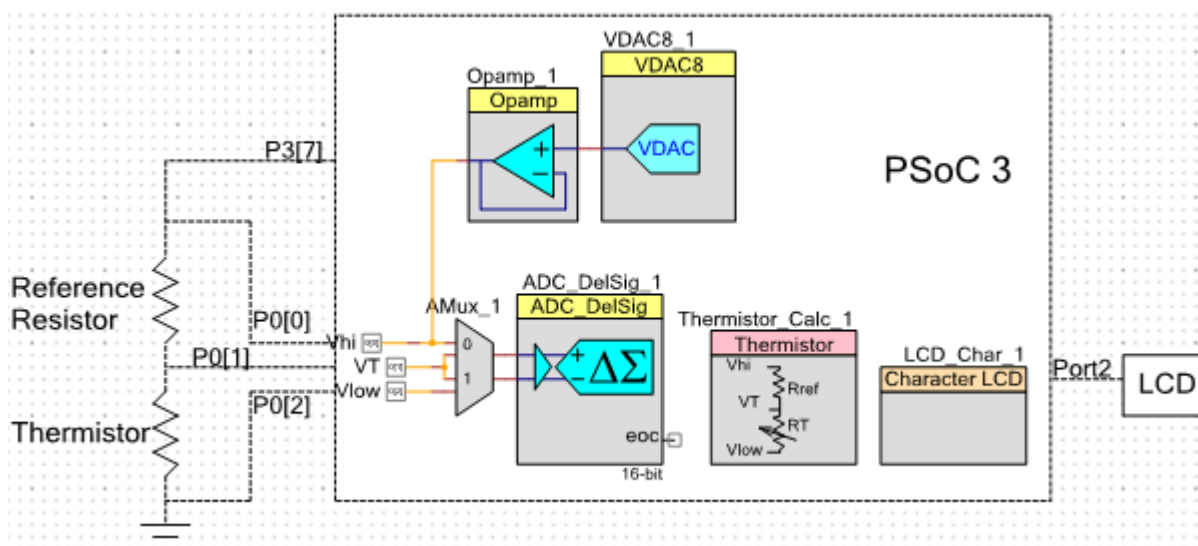 VDAC8_1
VDAC8
Opamp_1
Opamp
VDAC
+
−
PSoC 3
P3[7]
Reference
Resistor
P0[0]
P0[1]
P0[2]
Thermistor
Vhi
VT
Vlow
AMux_1
0
1
ADC_DelSig_1
ADC_DelSig
+
−
ΔΣ
eoc
16-bit
Thermistor_Calc_1
Thermistor
Vhi
Rref
VT
RT
Vlow
LCD_Char_1
Character LCD
Port2
LCD